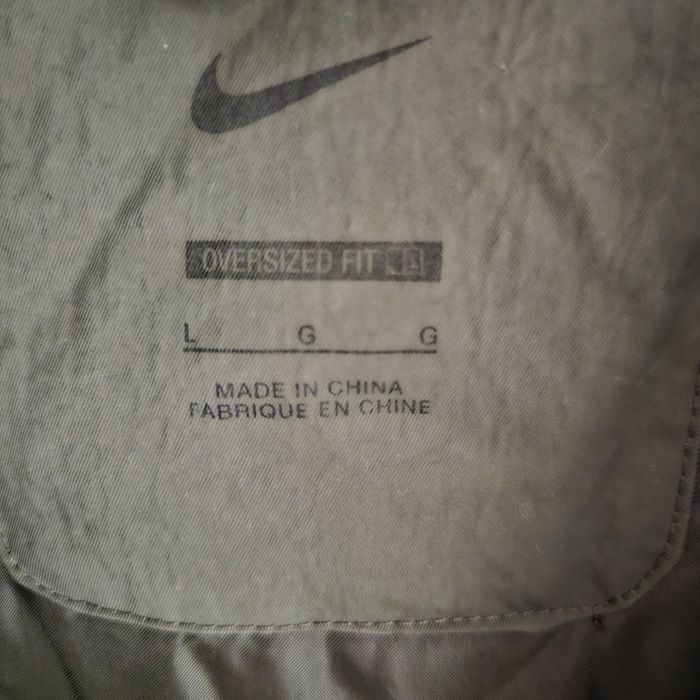 OVERSIZED FIT
L G G
MADE IN CHINA
FABRIQUE EN CHINE